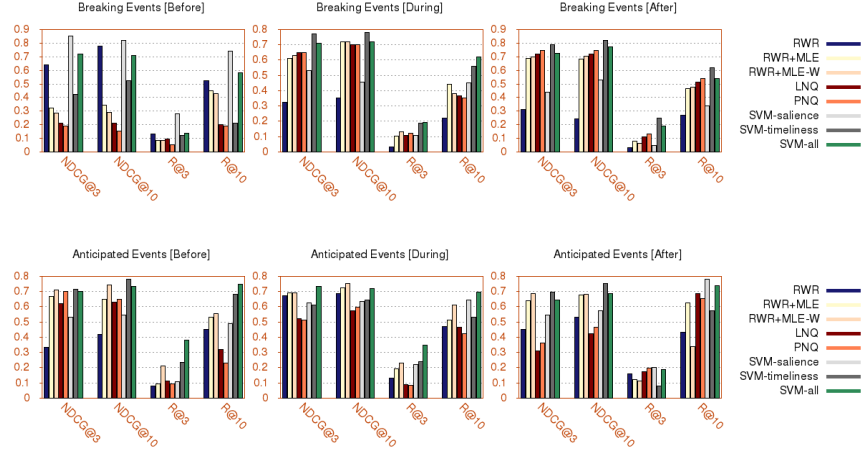 Breaking Events [Before]
0.9
0.8
0.7
0.6
0.5
0.4
0.3
0.2
0.1
0
NDCG@3
NDCG@10
R@3
R@10
Breaking Events [During]
0.8
0.7
0.6
0.5
0.4
0.3
0.2
0.1
0
NDCG@3
NDCG@10
R@3
R@10
Breaking Events [After]
0.9
0.8
0.7
0.6
0.5
0.4
0.3
0.2
0.1
0
NDCG@3
NDCG@10
R@3
R@10
RWR
RWR+MLE
RWR+MLE-W
LNQ
PNQ
SVM-salience
SVM-timeliness
SVM-all
Anticipated Events [Before]
0.8
0.7
0.6
0.5
0.4
0.3
0.2
0.1
0
NDCG@3
NDCG@10
R@3
R@10
Anticipated Events [During]
0.8
0.7
0.6
0.5
0.4
0.3
0.2
0.1
0
NDCG@3
NDCG@10
R@3
R@10
Anticipated Events [After]
0.8
0.7
0.6
0.5
0.4
0.3
0.2
0.1
0
NDCG@3
NDCG@10
R@3
R@10
RWR
RWR+MLE
RWR+MLE-W
LNQ
PNQ
SVM-salience
SVM-timeliness
SVM-all